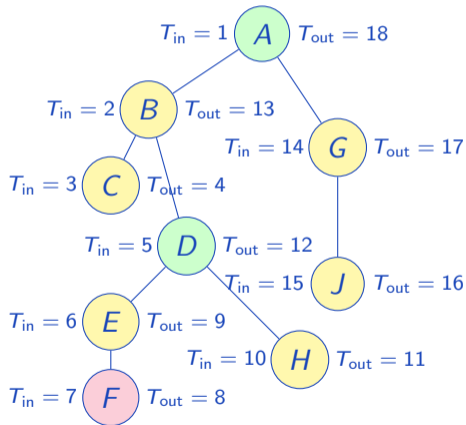 T_in = 1 A T_out = 18
T_in = 2 B T_out = 13
T_in = 14 G T_out = 17
T_in = 3 C T_out = 4
T_in = 5 D T_out = 12
T_in = 15 J T_out = 16
T_in = 6 E T_out = 9
T_in = 10 H T_out = 11
T_in = 7 F T_out = 8